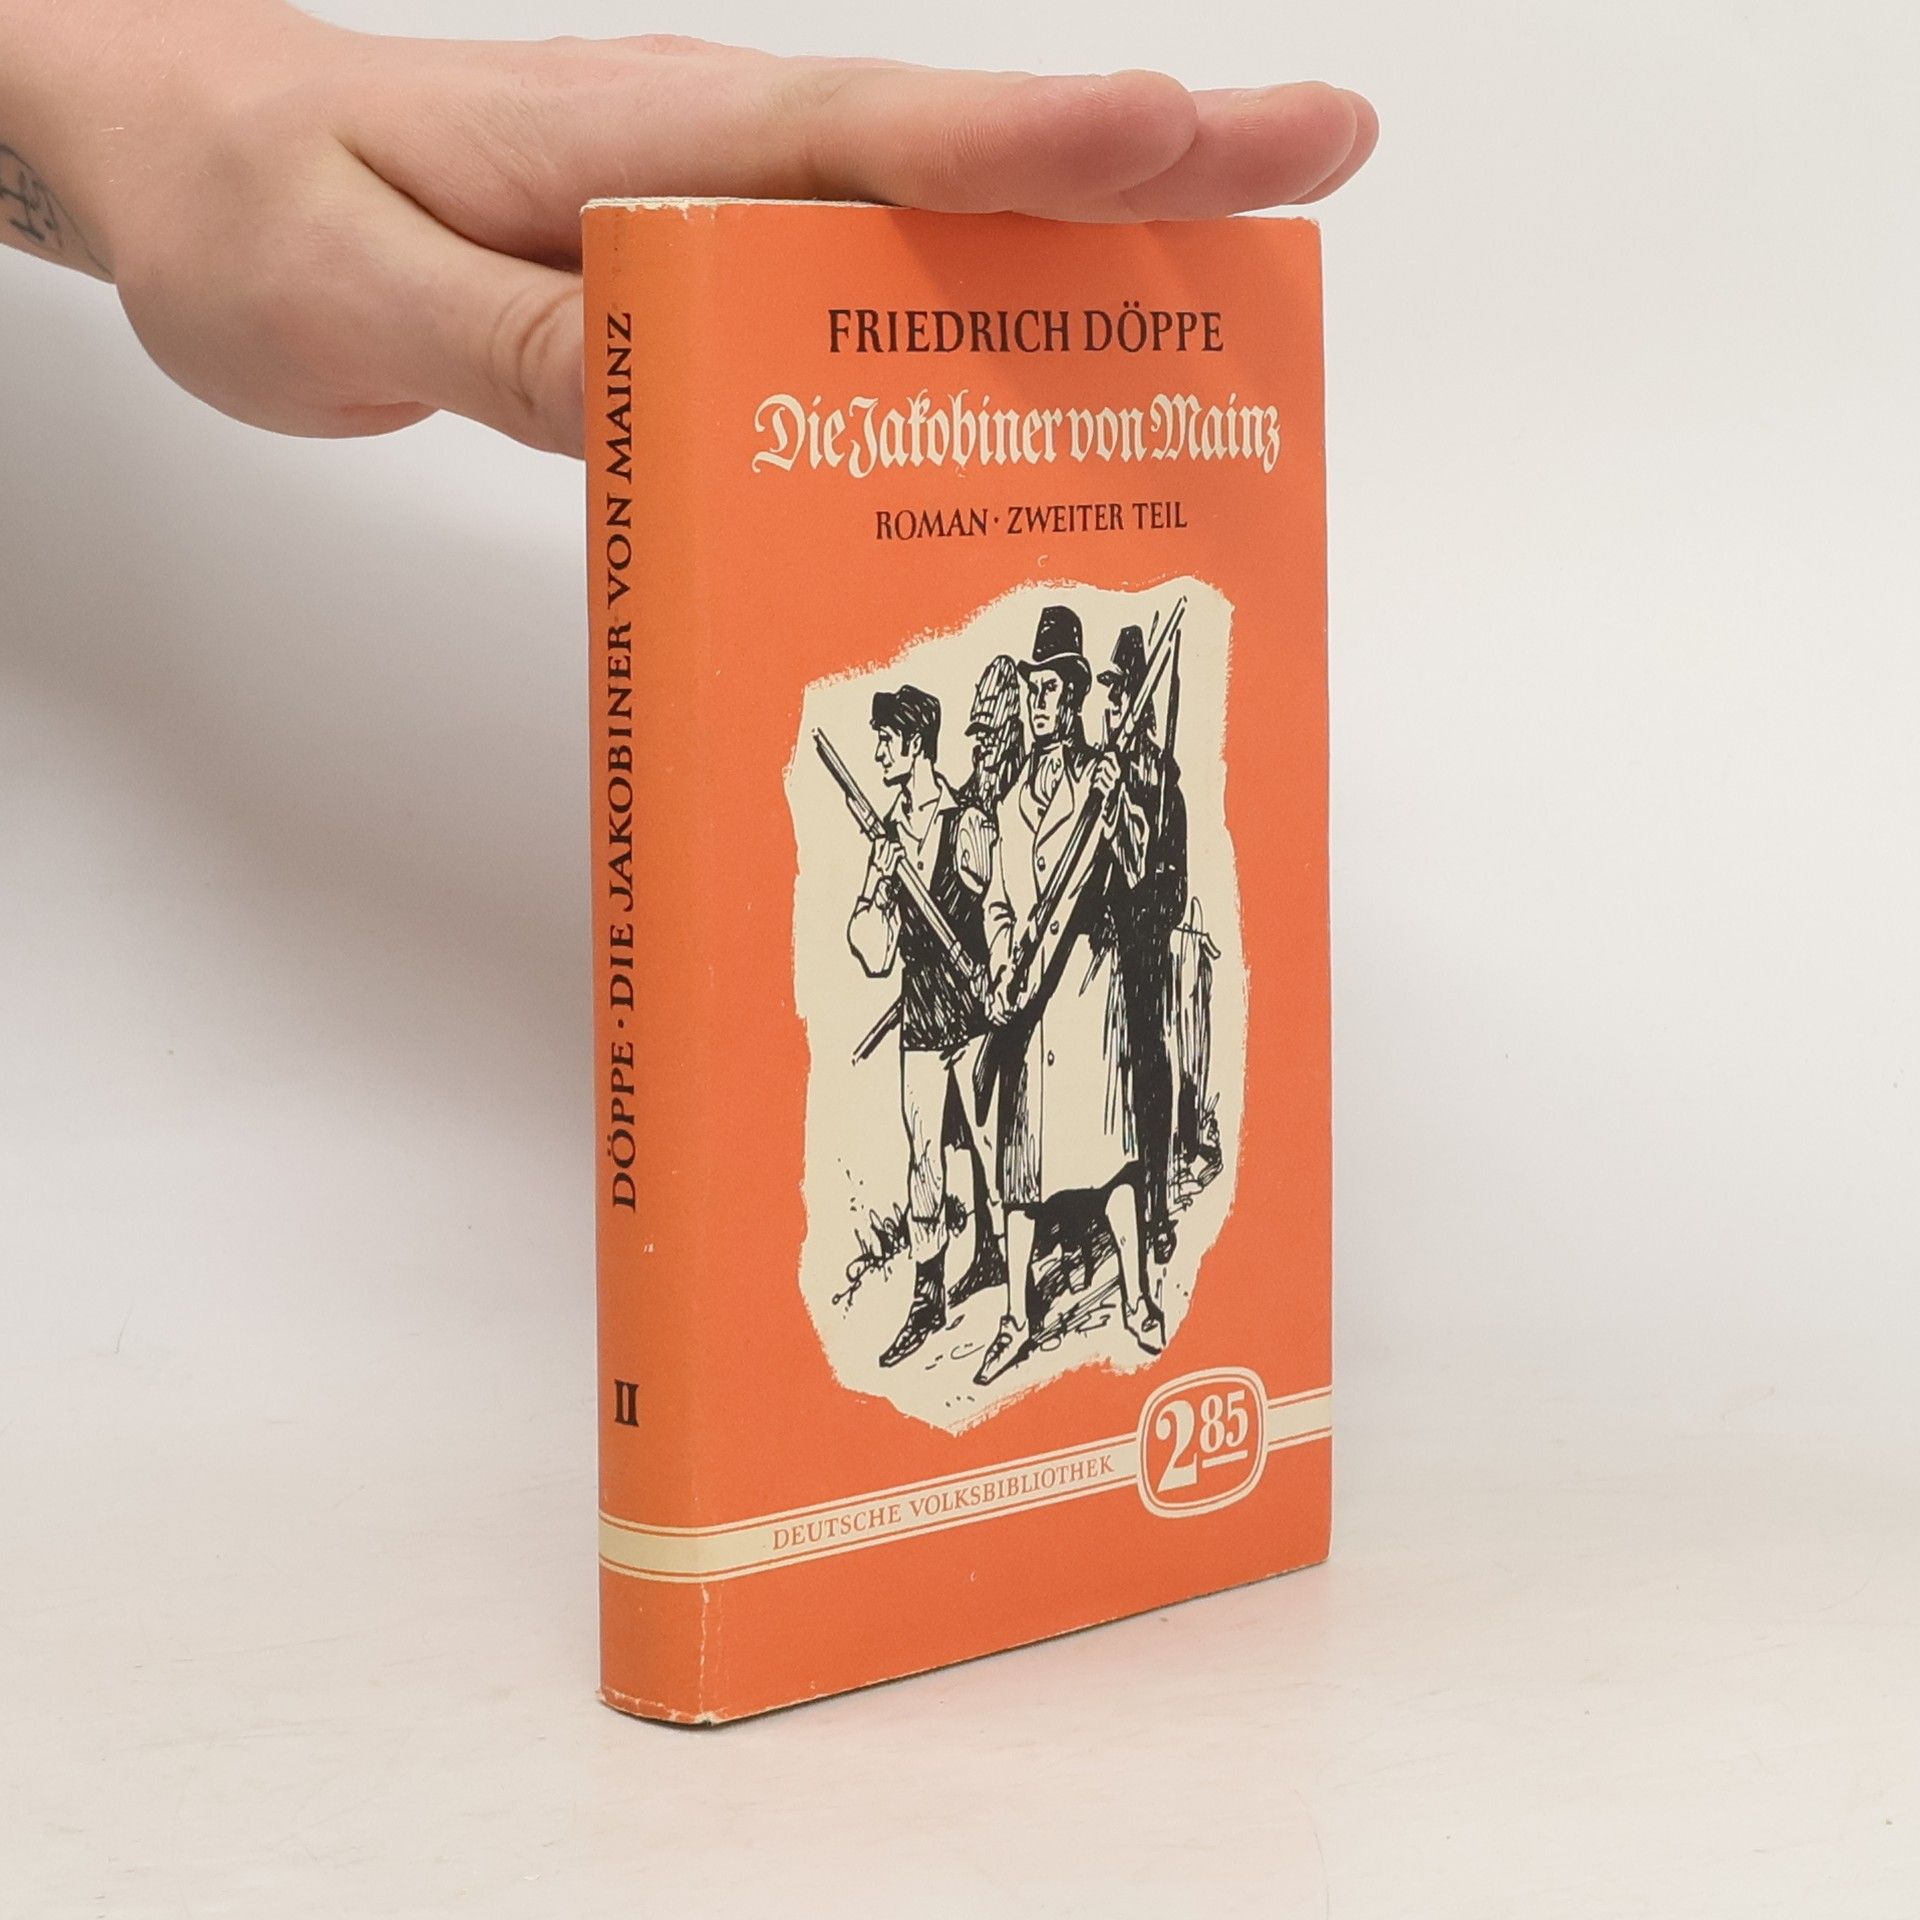 FRIEDRICH DÖPPE
Die Jakobiner von Mainz
ROMAN · ZWEITER TEIL
DEUTSCHE VOLKSBIBLIOTHEK
2 85
DÖPPE · DIE JAKOBINER VON MAINZ
II